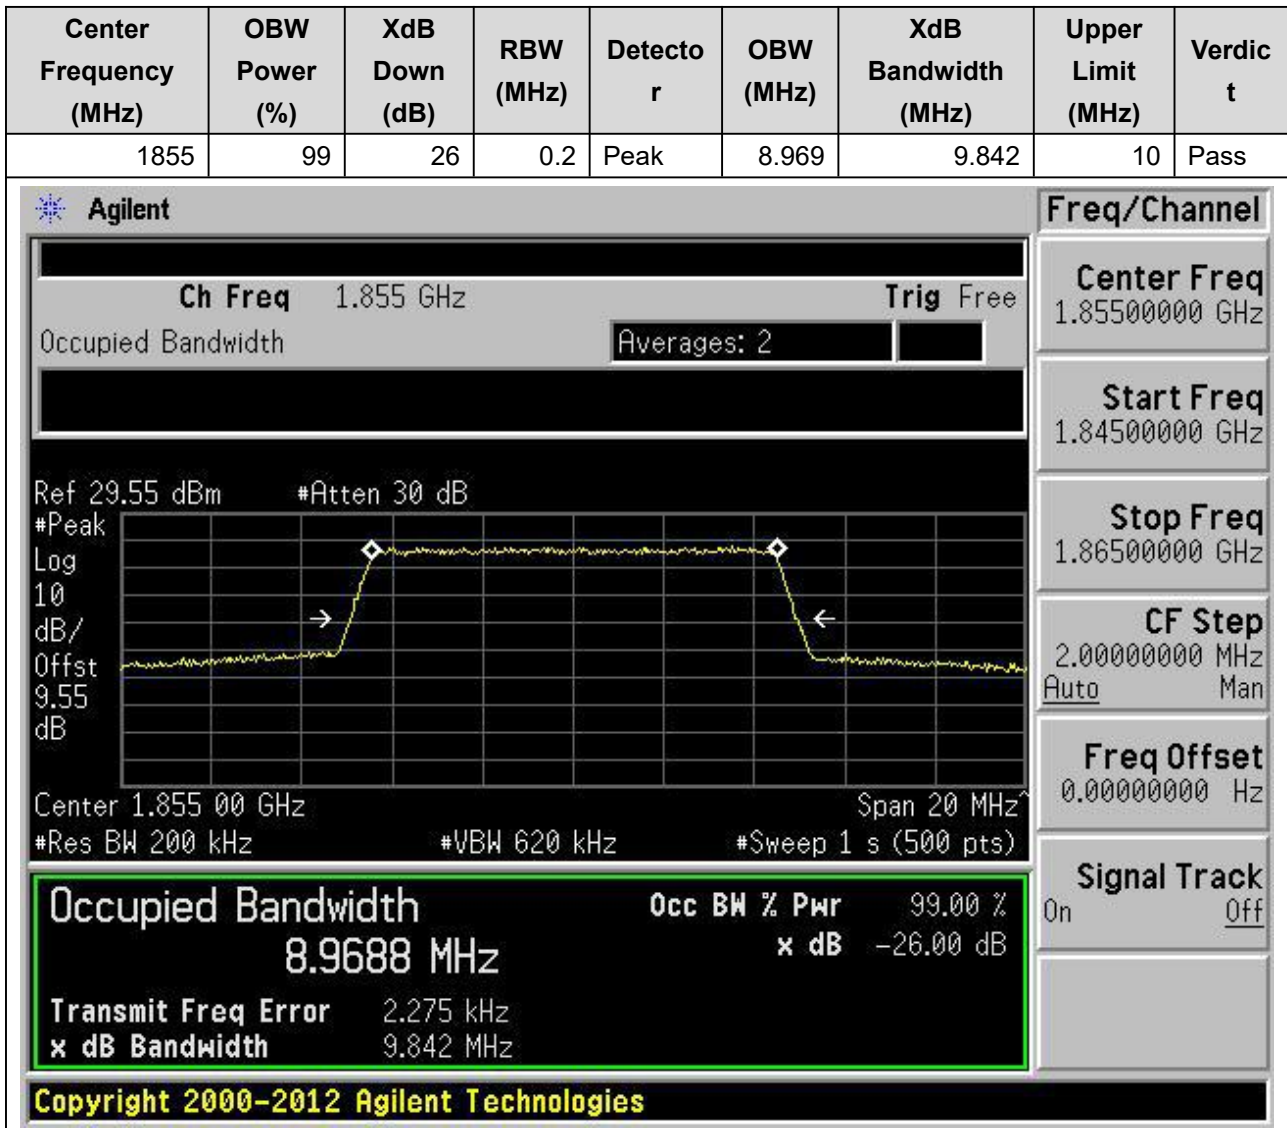 Center Frequency (MHz) OBW Power (%) XdB Down (dB) RBW (MHz) Detecto r OBW (MHz) XdB Bandwidth (MHz) Upper Limit (MHz) Verdic t
1855 99 26 0.2 Peak 8.969 9.842 10 Pass
Agilent
Freq/Channel
Ch Freq 1.855 GHz Trig Free
Occupied Bandwidth Averages: 2
Center Freq
1.85500000 GHz
Start Freq
1.84500000 GHz
Stop Freq
1.86500000 GHz
CF Step
2.00000000 MHz
Auto Man
Freq Offset
0.00000000 Hz
Signal Track
On Off
Ref 29.55 dBm #Atten 30 dB
#Peak
Log
10
dB/
Offst
9.55
dB
Center 1.855 00 GHz Span 20 MHz^
#Res BW 200 kHz #VBW 620 kHz #Sweep 1 s (500 pts)
Occupied Bandwidth Occ BW % Pwr 99.00 %
8.9688 MHz x dB -26.00 dB
Transmit Freq Error 2.275 kHz
x dB Bandwidth 9.842 MHz
Copyright 2000-2012 Agilent Technologies